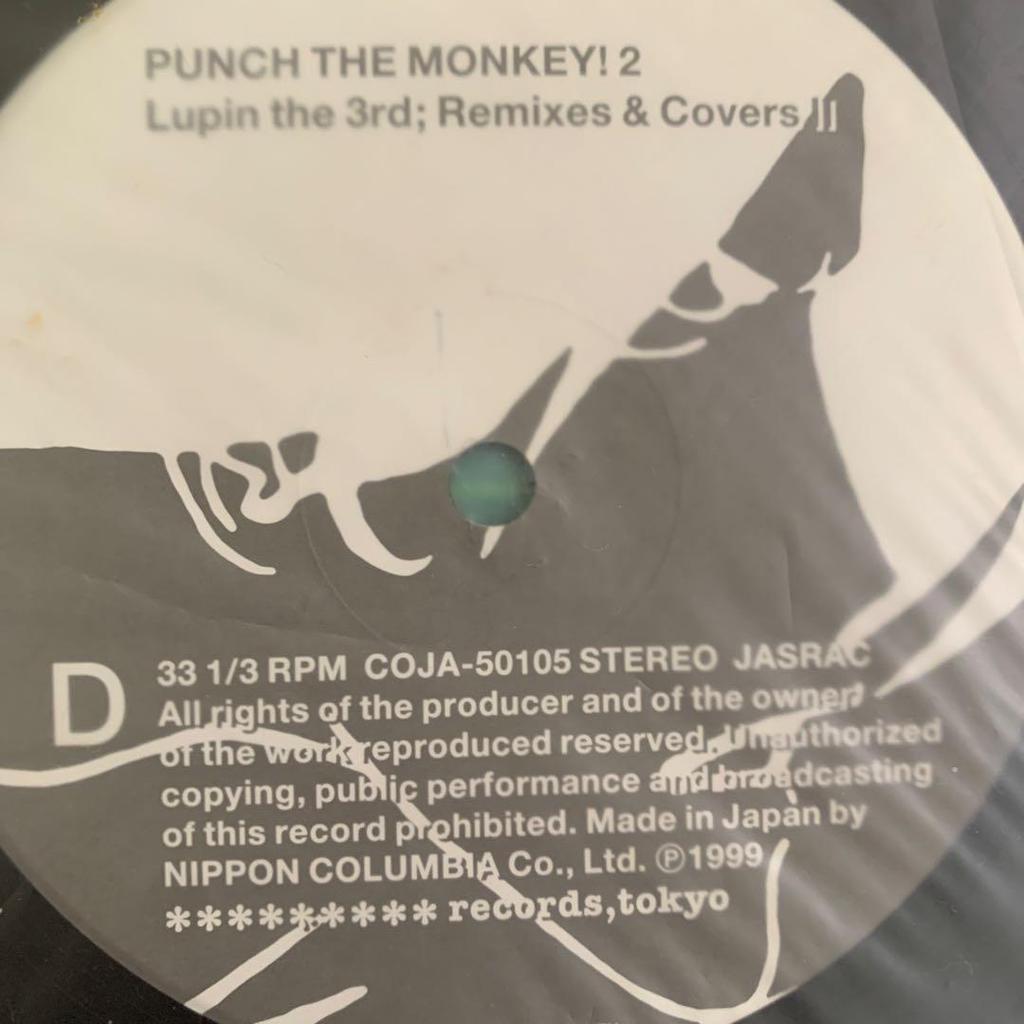 PUNCH THE MONKEY! 2
Lupin the 3rd; Remixes & Covers II
D
33 1/3 RPM COJA-50105 STEREO JASRAC
All rights of the producer and of the owner
of the work reproduced reserved. Unauthorized
copying, public performance and broadcasting
of this record prohibited. Made in Japan by
NIPPON COLUMBIA Co., Ltd. ℗1999
********* records,tokyo